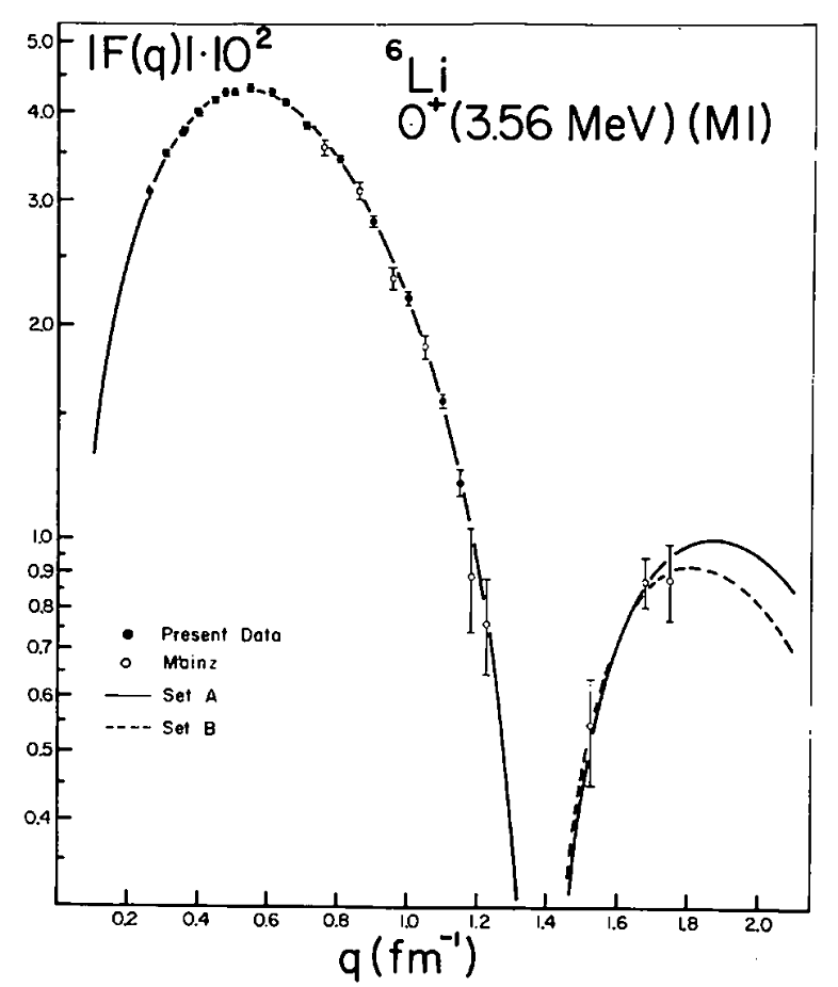 |F(q)|·10²
⁶Li
0⁺(3.56 MeV) (M1)
5.0
4.0
3.0
2.0
1.0
0.9
0.8
0.7
0.6
0.5
0.4
Present Data
Mainz
Set A
Set B
0.2 0.4 0.6 0.8 1.0 1.2 1.4 1.6 1.8 2.0
q(fm⁻¹)